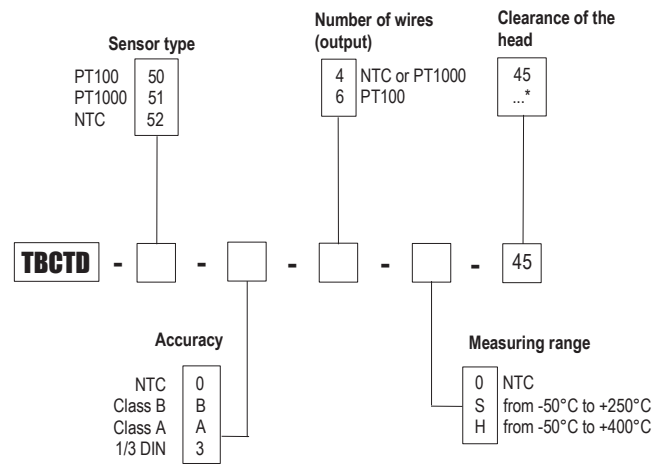 Number of wires
(output)
Clearance of the
head
Sensor type
PT100 50
PT1000 51
NTC 52
4 NTC or PT1000
6 PT100
45
...*
TBCTD - - - - - 45
Accuracy
NTC 0
Class B B
Class A A
1/3 DIN 3
Measuring range
0 NTC
S from -50°C to +250°C
H from -50°C to +400°C